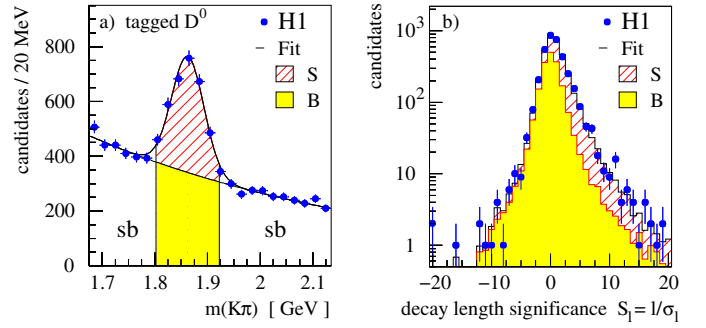 a) tagged D⁰
H1
Fit
S
B
candidates / 20 MeV
800
600
400
200
0
sb
sb
1.7
1.8
1.9
2
2.1
m(Kπ) [ GeV ]
b)
H1
Fit
S
B
candidates
10³
10²
10
1
−20
−10
0
10
20
decay length significance Sₗ= l/σₗ